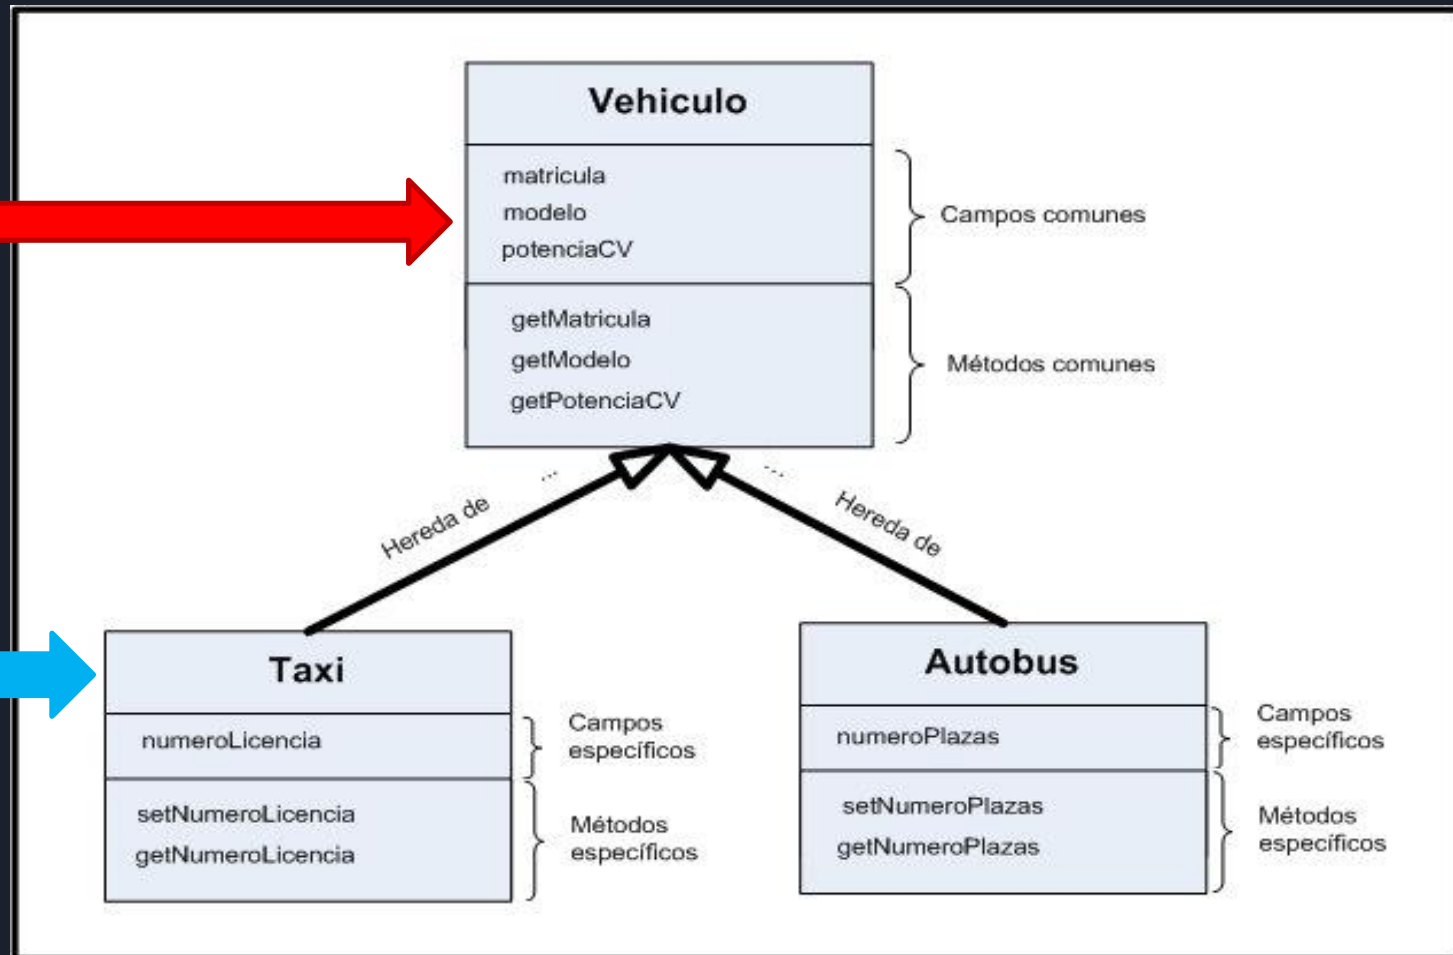 Vehiculo
matricula
modelo
potenciaCV
Campos comunes
getMatricula
getModelo
getPotenciaCV
Métodos comunes
...
Hereda de
...
Hereda de
Taxi
numeroLicencia
Campos
específicos
setNumeroLicencia
getNumeroLicencia
Métodos
específicos
Autobus
numeroPlazas
Campos
específicos
setNumeroPlazas
getNumeroPlazas
Métodos
específicos